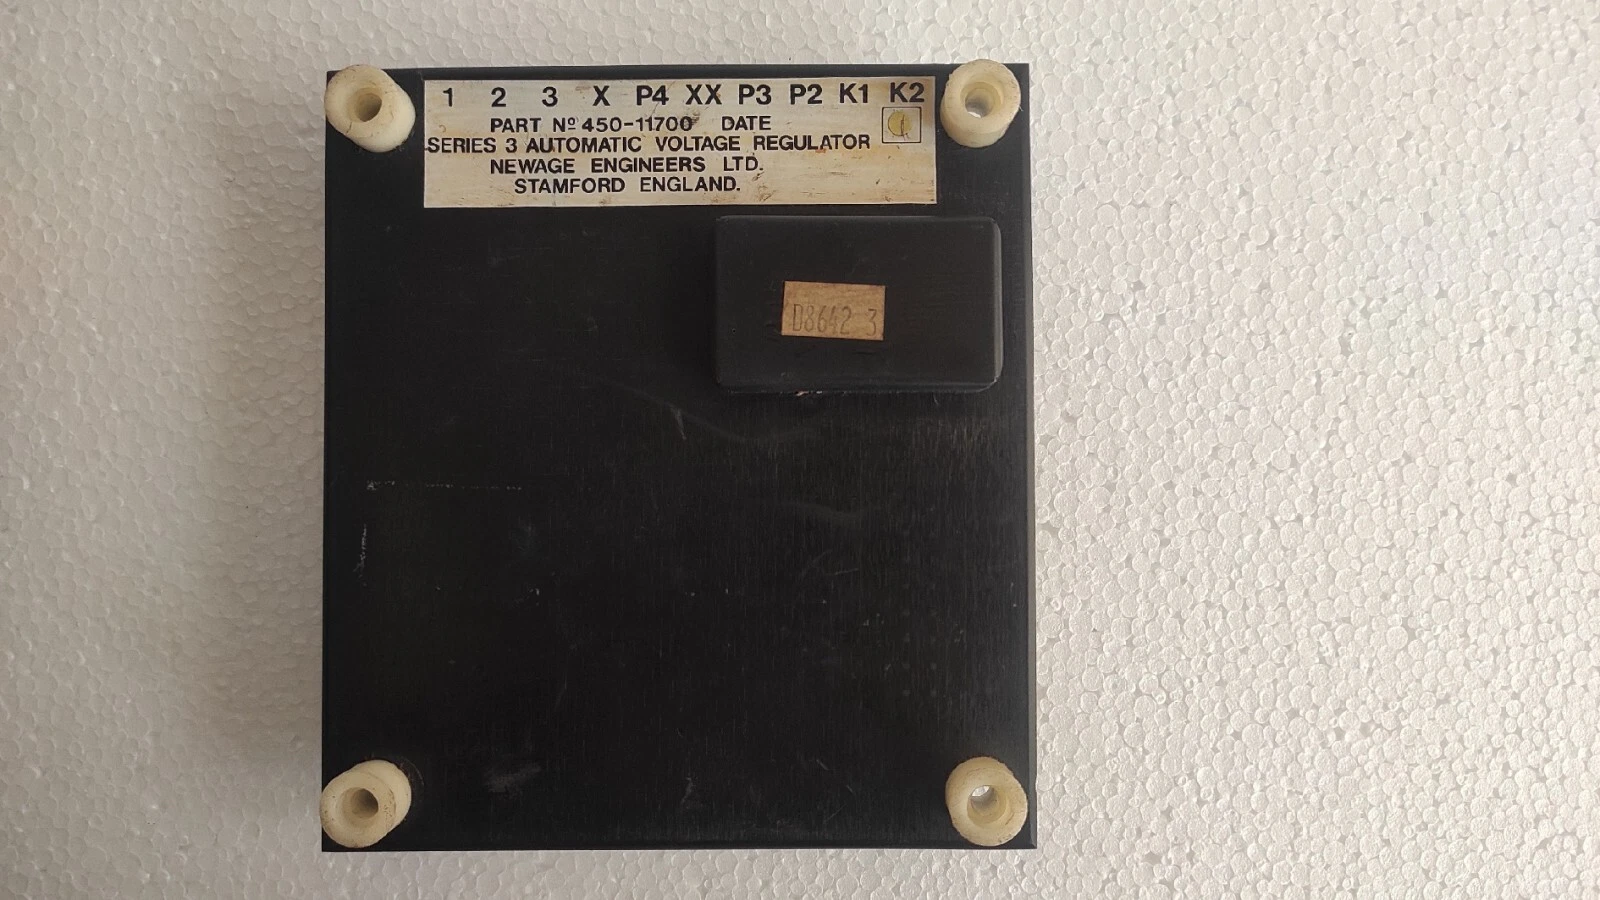 1 2 3 X P4 XX P3 P2 K1 K2
PART Nº 450-11700 DATE
SERIES 3 AUTOMATIC VOLTAGE REGULATOR
NEWAGE ENGINEERS LTD.
STAMFORD ENGLAND.
D8642 3